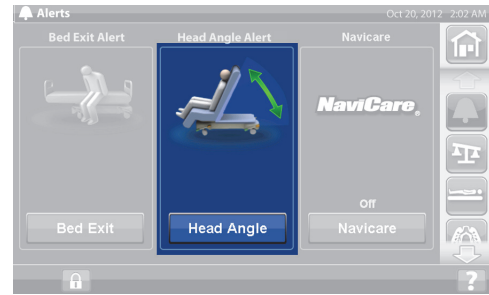 Alerts
Oct 20, 2012 2:02 AM
Bed Exit Alert
Head Angle Alert
Navicare
NaviCare®
Off
Bed Exit
Head Angle
Navicare
?